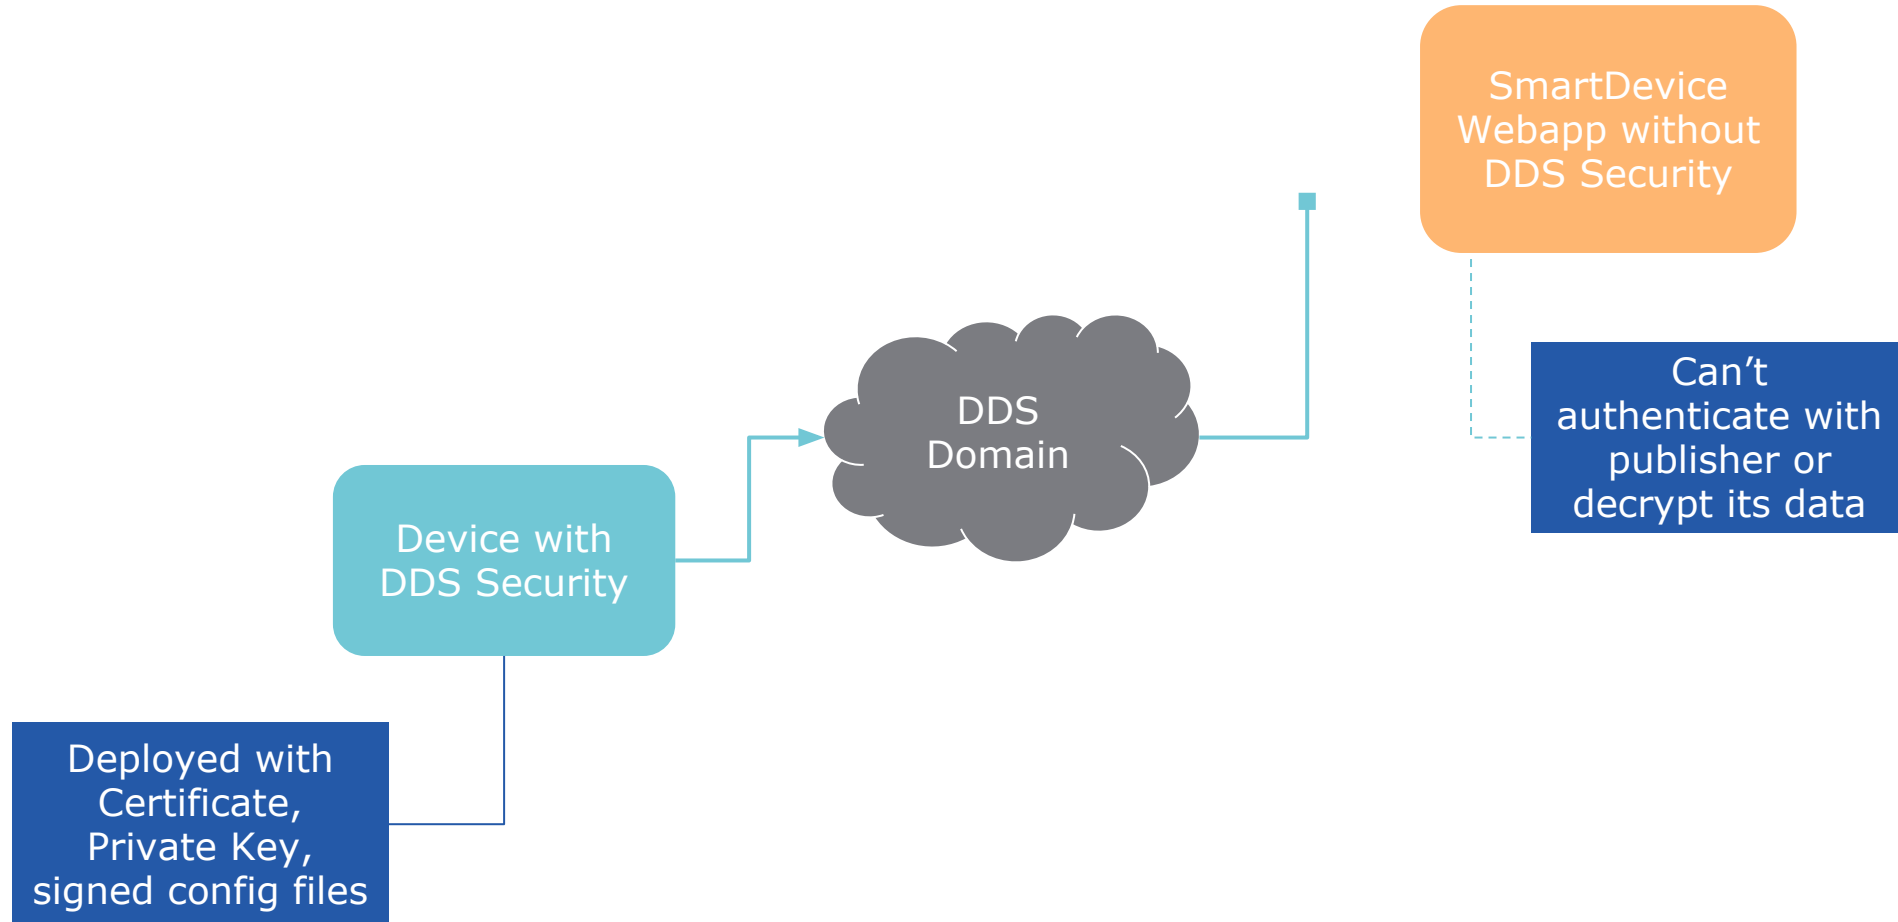 SmartDevice
Webapp without
DDS Security
Can’t
authenticate with
publisher or
decrypt its data
DDS
Domain
Device with
DDS Security
Deployed with
Certificate,
Private Key,
signed config files